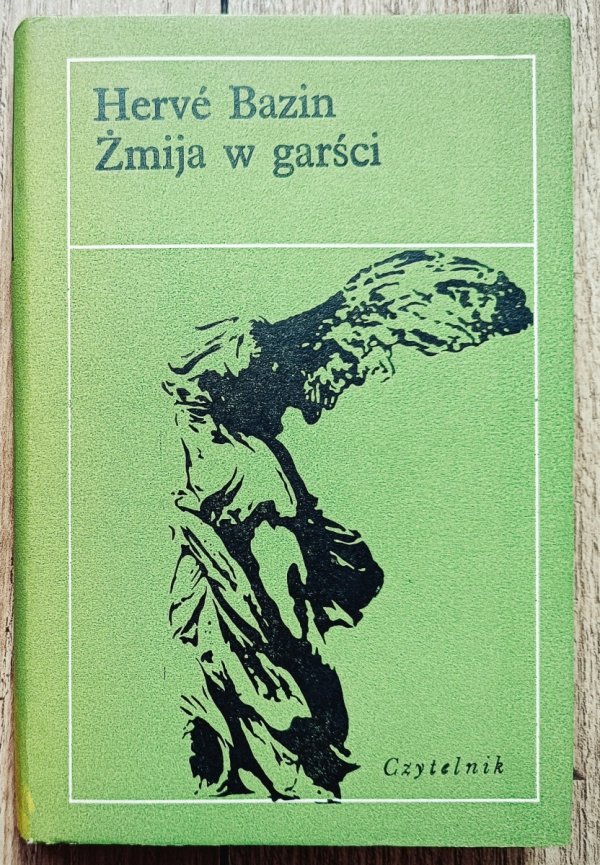 Hervé Bazin
Żmija w garści
Czytelnik